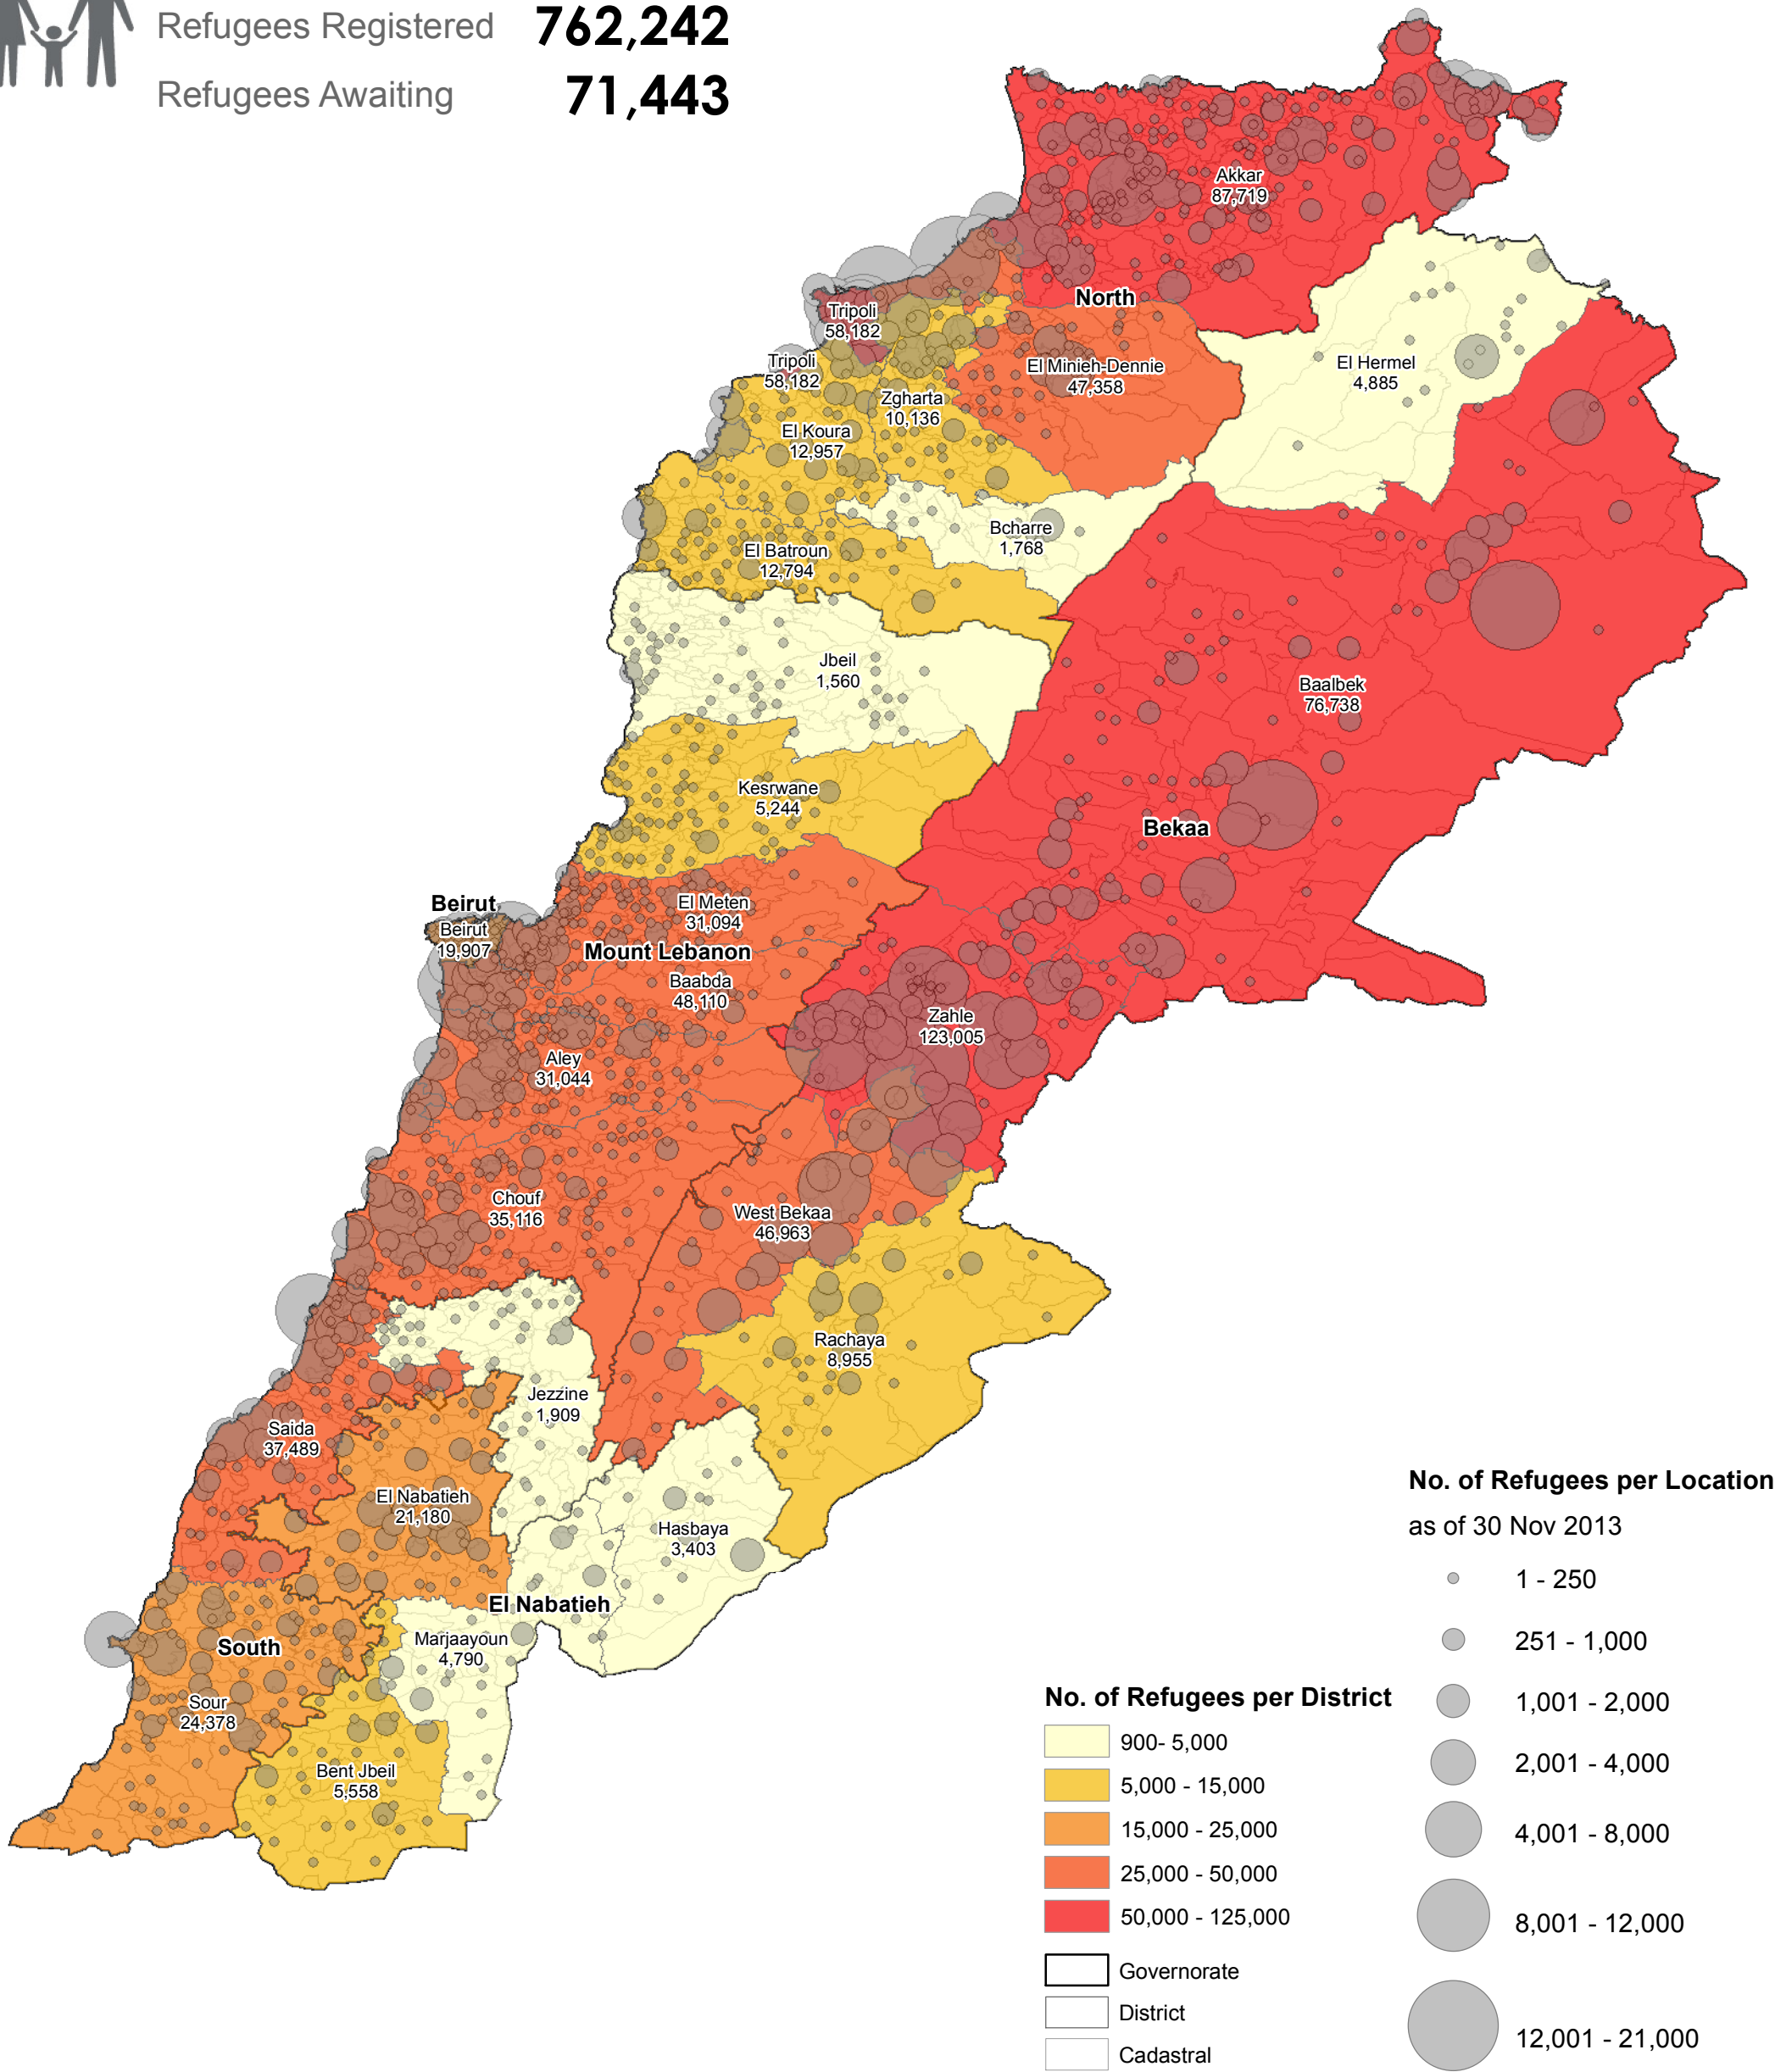 Refugees Registered 762,242
Refugees Awaiting 71,443
Akkar
87,719
North
Tripoli
58,182
Tripoli
58,182
El Minieh-Dennie
47,358
El Hermel
4,885
Zgharta
10,136
El Koura
12,957
Bcharre
1,768
El Batroun
12,794
Jbeil
1,560
Baalbek
76,738
Kesrwane
5,244
Bekaa
Beirut
Beirut
19,907
El Meten
31,094
Mount Lebanon
Baabda
48,110
Zahle
123,005
Aley
31,044
Chouf
35,116
West Bekaa
46,963
Rachaya
8,955
Jezzine
1,909
Saida
37,489
El Nabatieh
21,180
Hasbaya
3,403
El Nabatieh
Marjaayoun
4,790
South
Sour
24,378
Bent Jbeil
5,558
No. of Refugees per District
900- 5,000
5,000 - 15,000
15,000 - 25,000
25,000 - 50,000
50,000 - 125,000
Governorate
District
Cadastral
No. of Refugees per Location
as of 30 Nov 2013
1 - 250
251 - 1,000
1,001 - 2,000
2,001 - 4,000
4,001 - 8,000
8,001 - 12,000
12,001 - 21,000